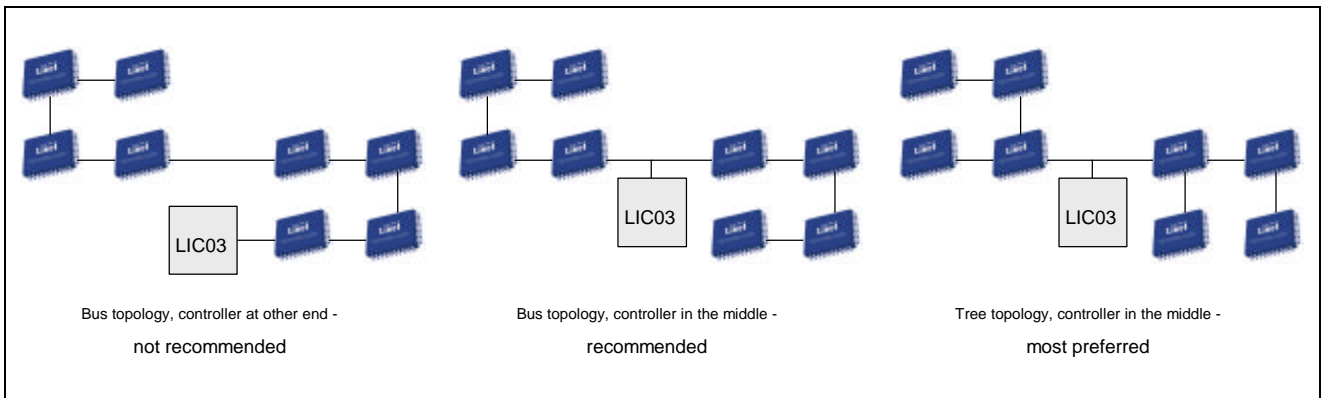 LIC03
LIC03
LIC03
Bus topology, controller at other end -
not recommended
Bus topology, controller in the middle -
recommended
Tree topology, controller in the middle -
most preferred